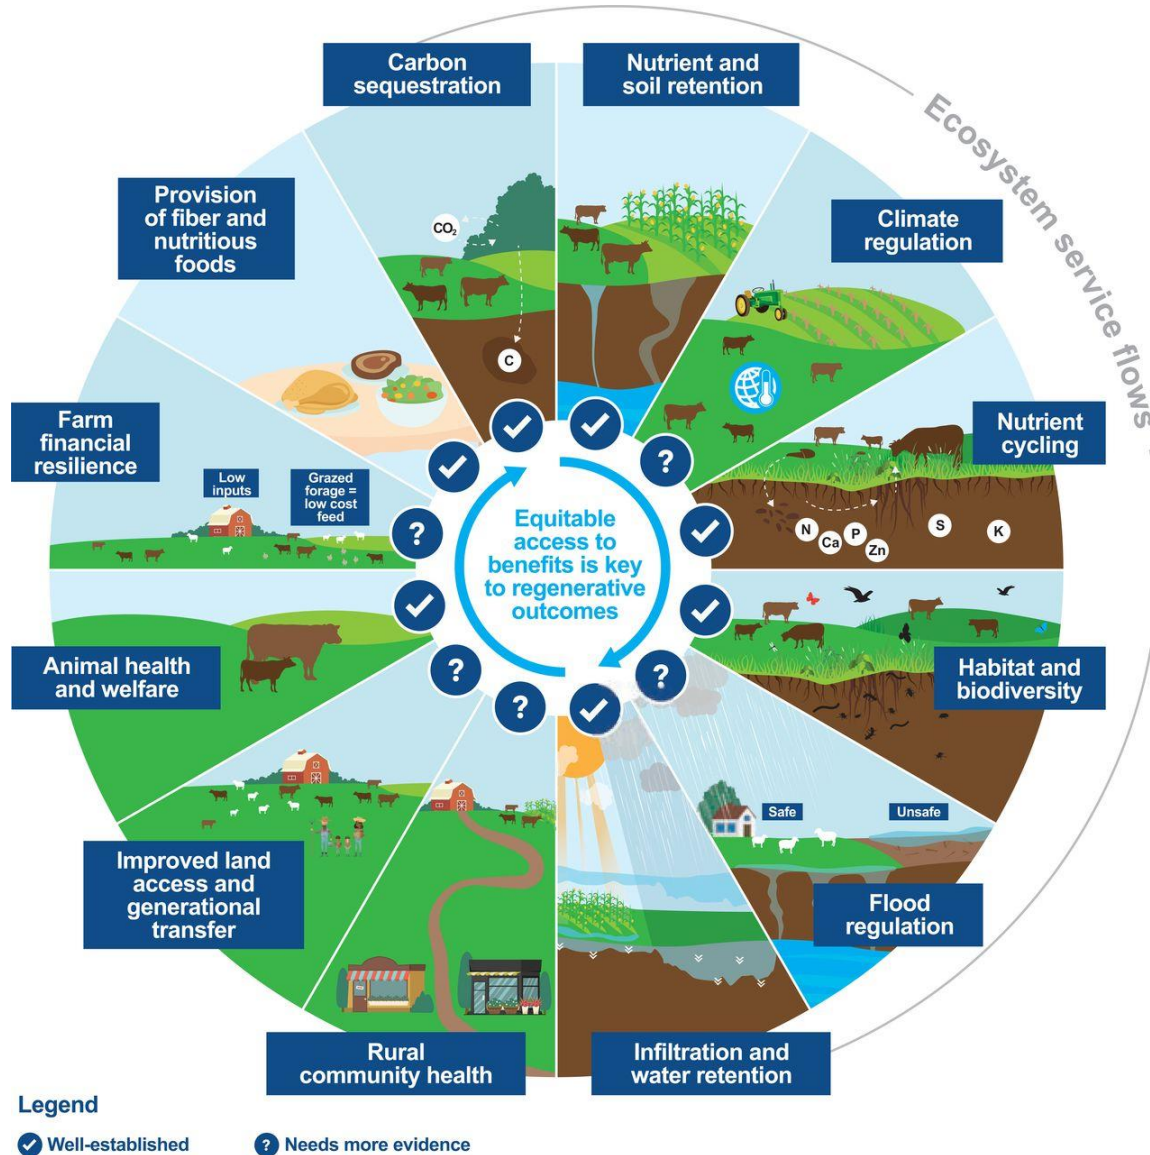 Carbon
sequestration
Nutrient and
soil retention
Ecosystem service flows
Climate
regulation
Provision
of fiber and
nutritious
foods
CO₂
C
Farm
financial
resilience
Low
inputs
Grazed
forage =
low cost
feed
Nutrient
cycling
N
Ca
P
Zn
S
K
Equitable
access to
benefits is key
to regenerative
outcomes
?
?
?
?
?
Animal health
and welfare
Habitat and
biodiversity
Safe
Unsafe
Improved land
access and
generational
transfer
Flood
regulation
Rural
community health
Infiltration and
water retention
Legend
Well-established
? Needs more evidence